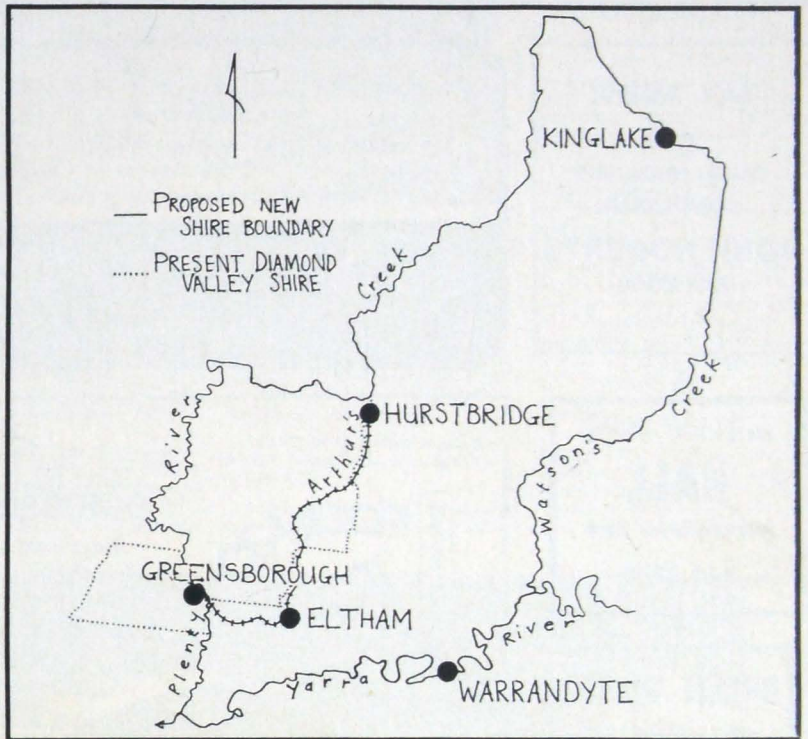 KINGLAKE
PROPOSED NEW
SHIRE BOUNDARY
PRESENT DIAMOND
VALLEY SHIRE
Creek
River
HURSTBRIDGE
Arthur's
Creek
Watson's
GREENSBOROUGH
ELTHAM
Plenty
River
Yarra
WARRANDYTE